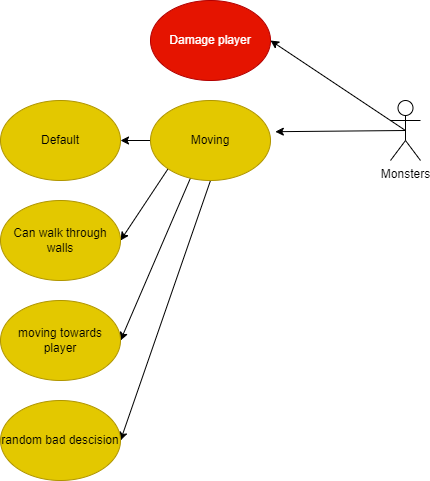 Damage player
Default
Moving
Monsters
Can walk through
walls
moving towards
player
random bad descision